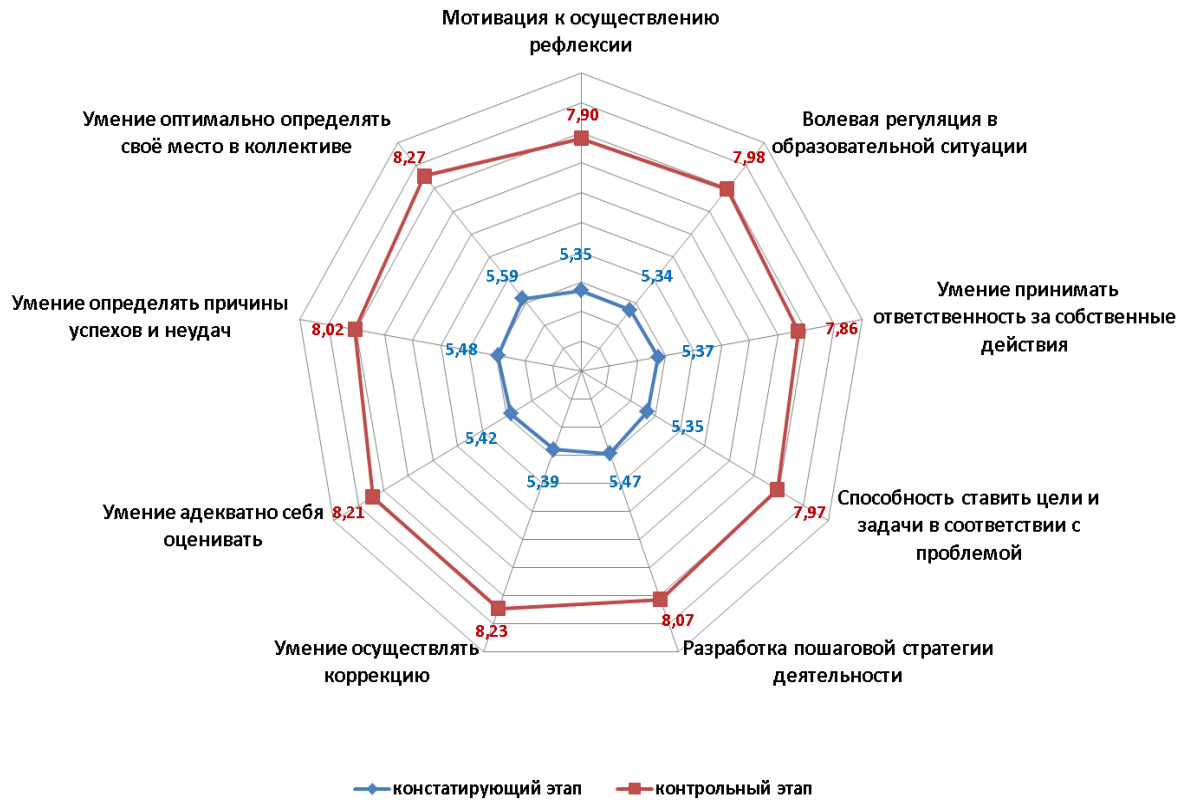 Мотивация к осуществлению
рефлексии
7,90
Умение оптимально определять
своё место в коллективе
8,27
Волевая регуляция в
образовательной ситуации
7,98
5,35
5,59
5,34
Умение определять причины
успехов и неудач
8,02
5,48
5,37
Умение принимать
ответственность за собственные
действия
7,86
5,42
5,35
5,39
5,47
Умение адекватно себя
оценивать
8,21
Способность ставить цели и
задачи в соответствии с
проблемой
7,97
Умение осуществлять
коррекцию
8,23
8,07
Разработка пошаговой стратегии
деятельности
констатирующий этап
контрольный этап